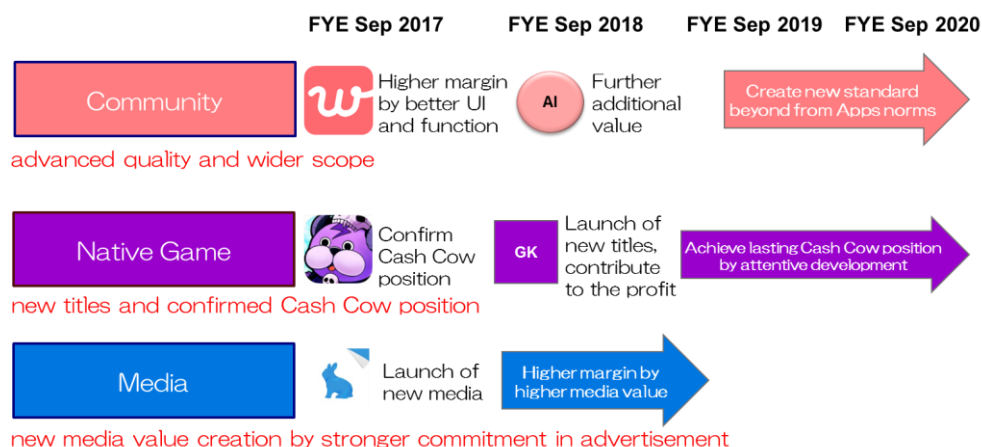 FYE Sep 2017
FYE Sep 2018
FYE Sep 2019
FYE Sep 2020
Community
w
Higher margin
by better UI
and function
AI
Further
additional
value
Create new standard
beyond from Apps norms
advanced quality and wider scope
Native Game
Confirm
Cash Cow
position
GK
Launch of
new titles,
contribute
to the profit
Achieve lasting Cash Cow position
by attentive development
new titles and confirmed Cash Cow position
Media
Launch of
new media
Higher margin by
higher media value
new media value creation by stronger commitment in advertisement